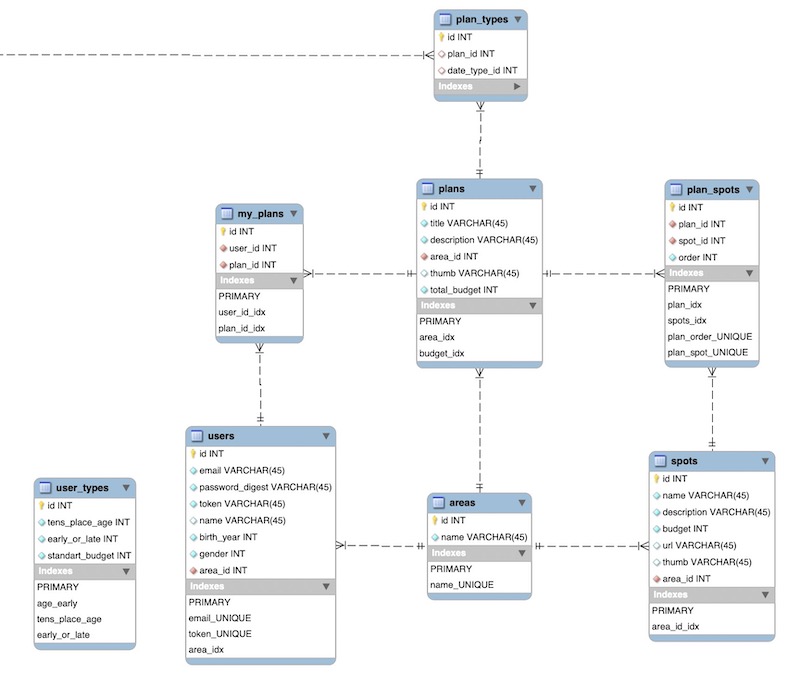 plan_types
id INT
plan_id INT
date_type_id INT
Indexes
plans
id INT
title VARCHAR(45)
description VARCHAR(45)
area_id INT
thumb VARCHAR(45)
total_budget INT
Indexes
PRIMARY
area_idx
budget_idx
plan_spots
id INT
plan_id INT
spot_id INT
order INT
Indexes
PRIMARY
plan_idx
spots_idx
plan_order_UNIQUE
plan_spot_UNIQUE
my_plans
id INT
user_id INT
plan_id INT
Indexes
PRIMARY
user_id_idx
plan_id_idx
users
id INT
email VARCHAR(45)
password_digest VARCHAR(45)
token VARCHAR(45)
name VARCHAR(45)
birth_year INT
gender INT
area_id INT
Indexes
PRIMARY
email_UNIQUE
token_UNIQUE
area_idx
spots
id INT
name VARCHAR(45)
description VARCHAR(45)
budget INT
url VARCHAR(45)
thumb VARCHAR(45)
area_id INT
Indexes
PRIMARY
area_id_idx
user_types
id INT
tens_place_age INT
early_or_late INT
standart_budget INT
Indexes
PRIMARY
age_early
tens_place_age
early_or_late
areas
id INT
name VARCHAR(45)
Indexes
PRIMARY
name_UNIQUE